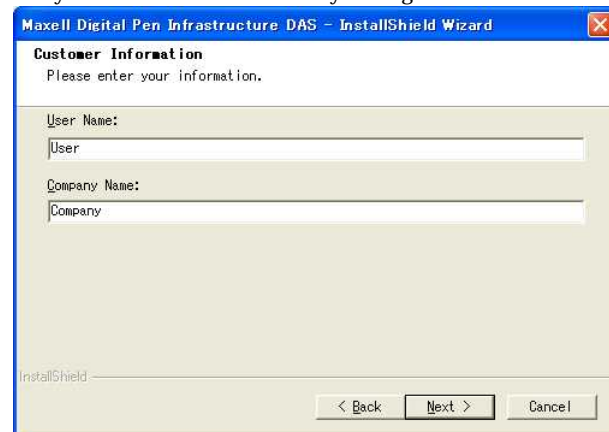 Maxell Digital Pen Infrastructure DAS - InstallShield Wizard
Customer Information
Please enter your information.
User Name:
User
Company Name:
Company
InstallShield
< Back Next > Cancel